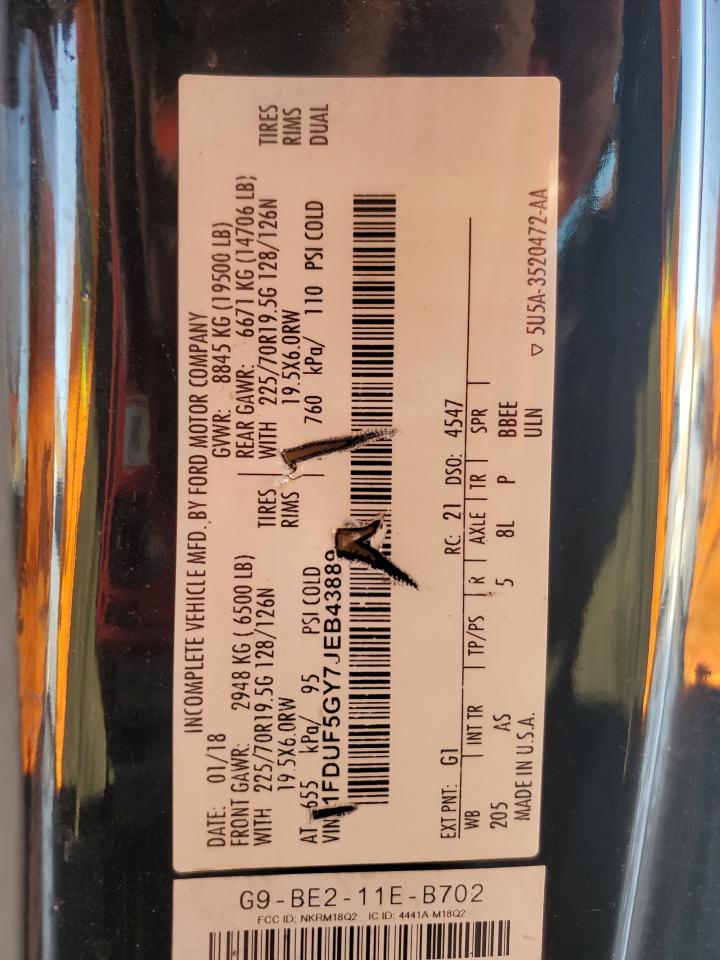 INCOMPLETE VEHICLE MFD. BY FORD MOTOR COMPANY
DATE: 01/18 GVWR: 8845 KG (19500 LB)
FRONT GAWR: 2948 KG ( 6500 LB) REAR GAWR: 6671 KG (14706 LB)
WITH 225/70R19.5G 128/126N TIRES WITH 225/70R19.5G 128/126N TIRES
19.5X6.0RW RIMS 19.5X6.0RW RIMS
AT 655 kPa/ 95 PSI COLD 760 kPa/ 110 PSI COLD DUAL
VIN 1FDUF5GY7JEB43889
EXT PNT: G1 RC: 21 DSO: 4547
WB INT TR TP/PS R AXLE TR SPR
205 AS 5 8L P BBEE
MADE IN U.S.A. ULN
▽ 5U5A-3520472-AA
G9-BE2-11E-B702
FCC ID: NKRM18Q2 IC ID: 4441A-M18Q2